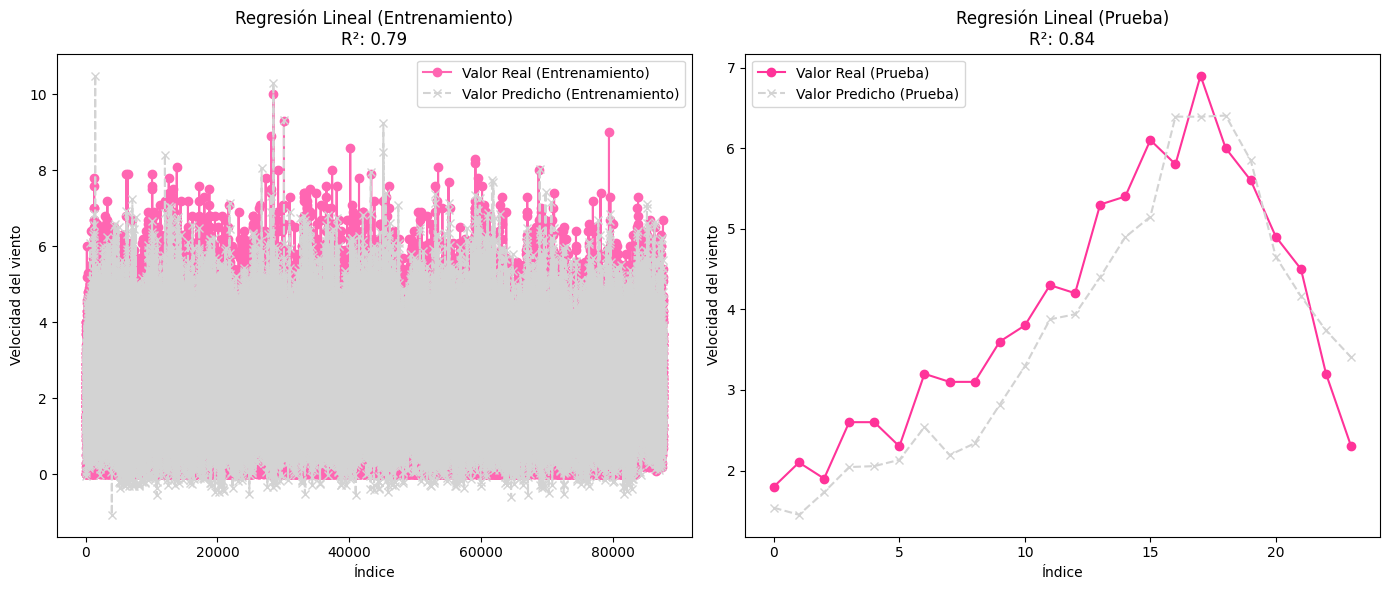 Regresión Lineal (Entrenamiento)
R²: 0.79
Valor Real (Entrenamiento)
Valor Predicho (Entrenamiento)
10
8
6
4
2
0
Velocidad del viento
0 20000 40000 60000 80000
Índice
Regresión Lineal (Prueba)
R²: 0.84
Valor Real (Prueba)
Valor Predicho (Prueba)
7
6
5
4
3
2
Velocidad del viento
0 5 10 15 20
Índice